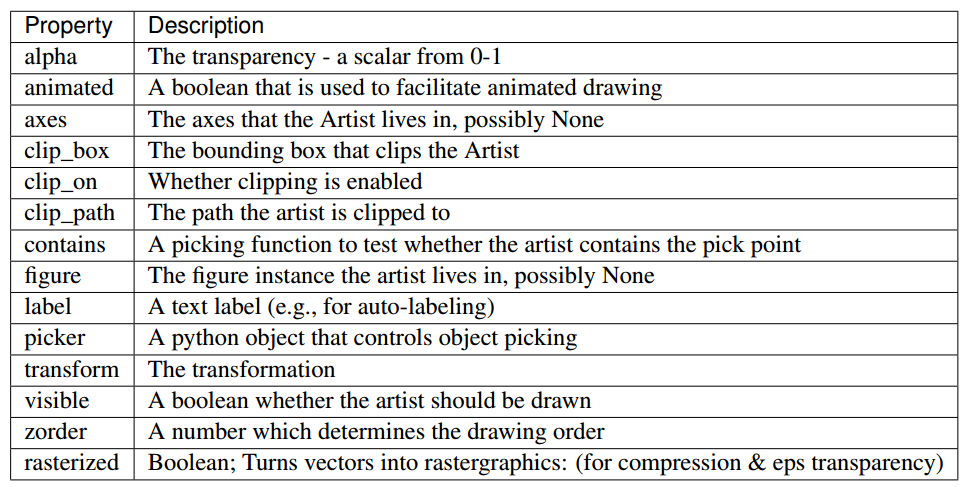 Property Description
alpha The transparency - a scalar from 0-1
animated A boolean that is used to facilitate animated drawing
axes The axes that the Artist lives in, possibly None
clip_box The bounding box that clips the Artist
clip_on Whether clipping is enabled
clip_path The path the artist is clipped to
contains A picking function to test whether the artist contains the pick point
figure The figure instance the artist lives in, possibly None
label A text label (e.g., for auto-labeling)
picker A python object that controls object picking
transform The transformation
visible A boolean whether the artist should be drawn
zorder A number which determines the drawing order
rasterized Boolean; Turns vectors into rastergraphics: (for compression & eps transparency)